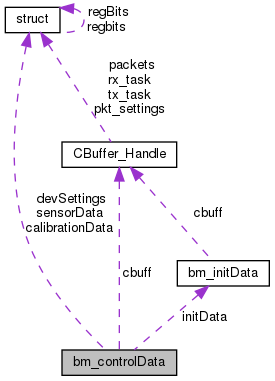 regBits
regbits
struct
packets
rx_task
tx_task
pkt_settings
CBuffer_Handle
devSettings
sensorData
calibrationData
cbuff
bm_initData
cbuff
initData
bm_controlData